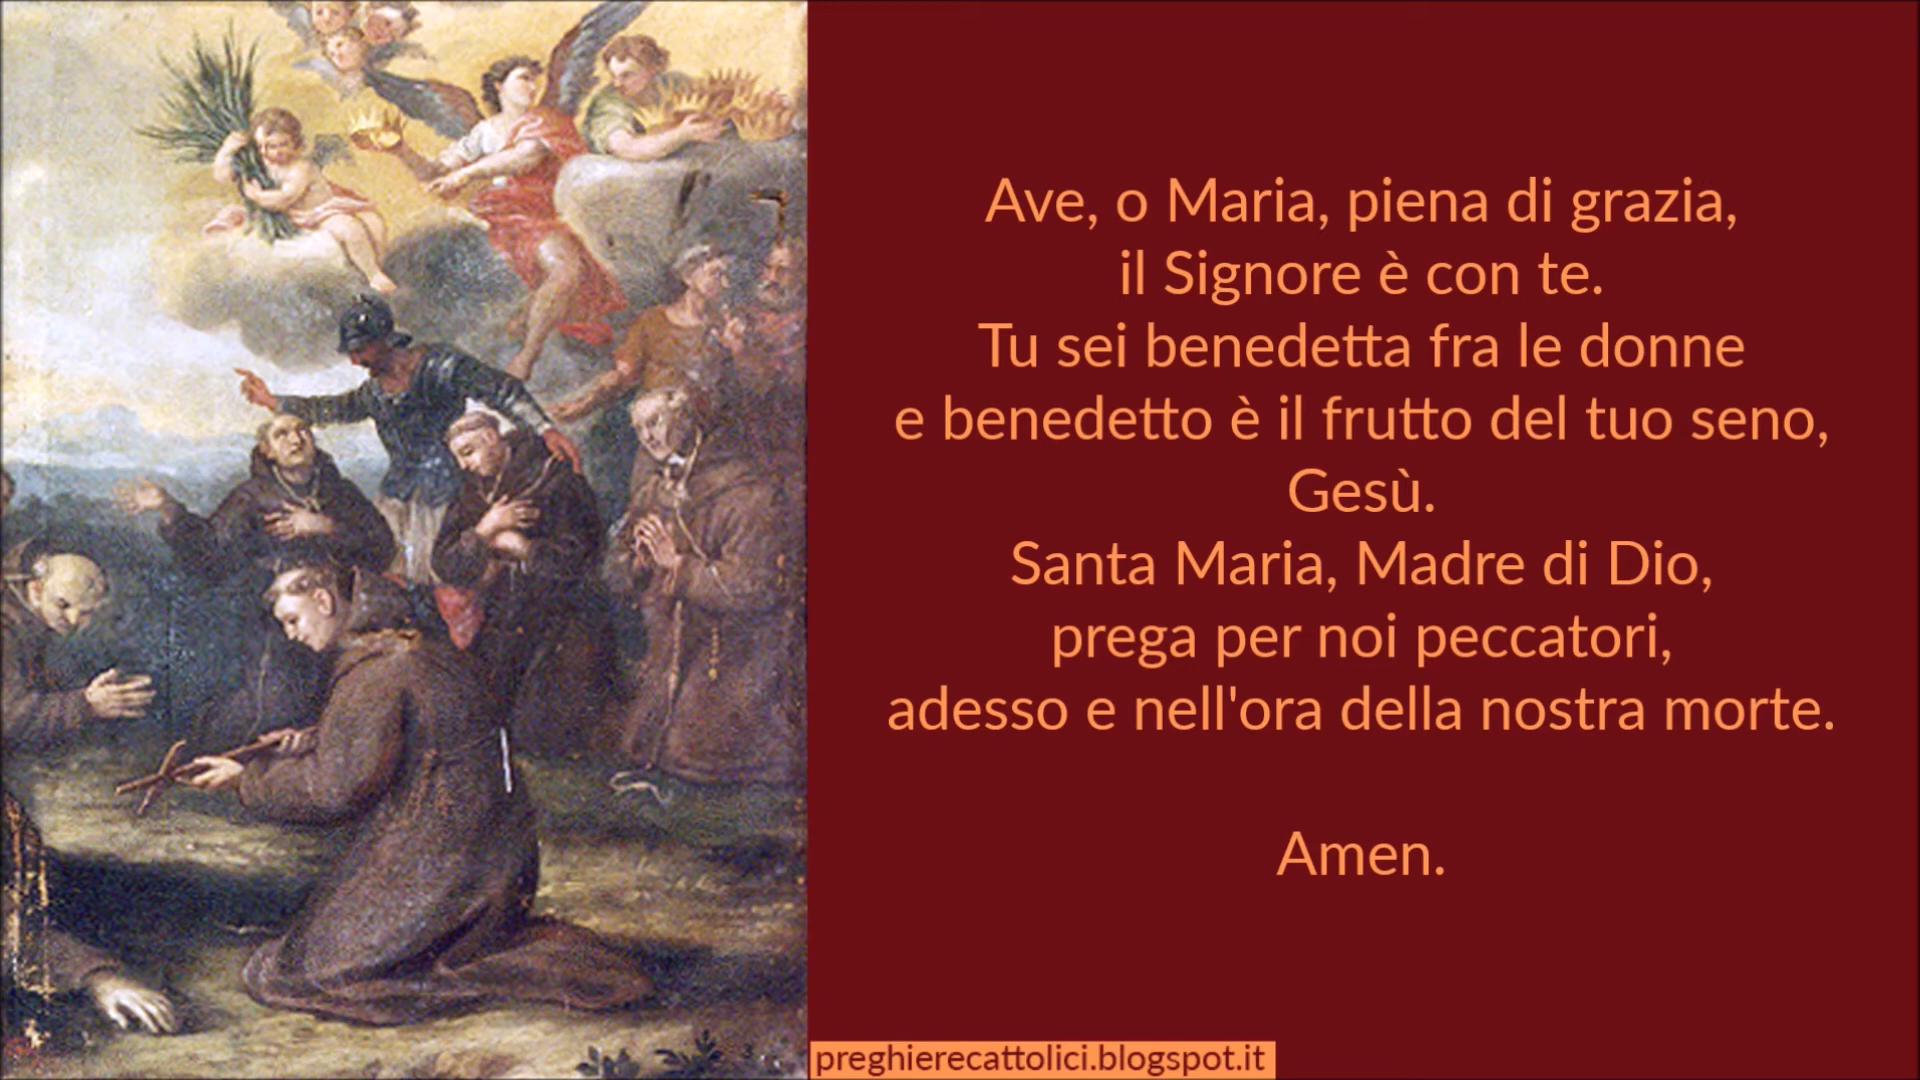 Ave, o Maria, piena di grazia,
il Signore è con te.
Tu sei benedetta fra le donne
e benedetto è il frutto del tuo seno,
Gesù.
Santa Maria, Madre di Dio,
prega per noi peccatori,
adesso e nell'ora della nostra morte.
Amen.
preghierecattolici.blogspot.it